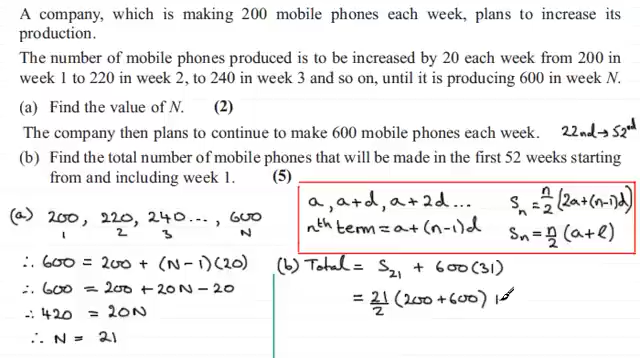 A company, which is making 200 mobile phones each week, plans to increase its
production.
The number of mobile phones produced is to be increased by 20 each week from 200 in
week 1 to 220 in week 2, to 240 in week 3 and so on, until it is producing 600 in week N.
(a) Find the value of N. (2)
The company then plans to continue to make 600 mobile phones each week. 22nd → 52nd
(b) Find the total number of mobile phones that will be made in the first 52 weeks starting
from and including week 1. (5)
a, a+d, a+2d ...
nth term = a+(n-1)d
Sn = n/2 (2a+(n-1)d)
Sn = n/2 (a+l)
(a) 200, 220, 240 ..., 600
1 2 3 N
∴ 600 = 200 + (N-1)(20)
∴ 600 = 200 + 20N - 20
∴ 420 = 20N
∴ N = 21
(b) Total = S21 + 600(31)
= 21/2 (200+600)